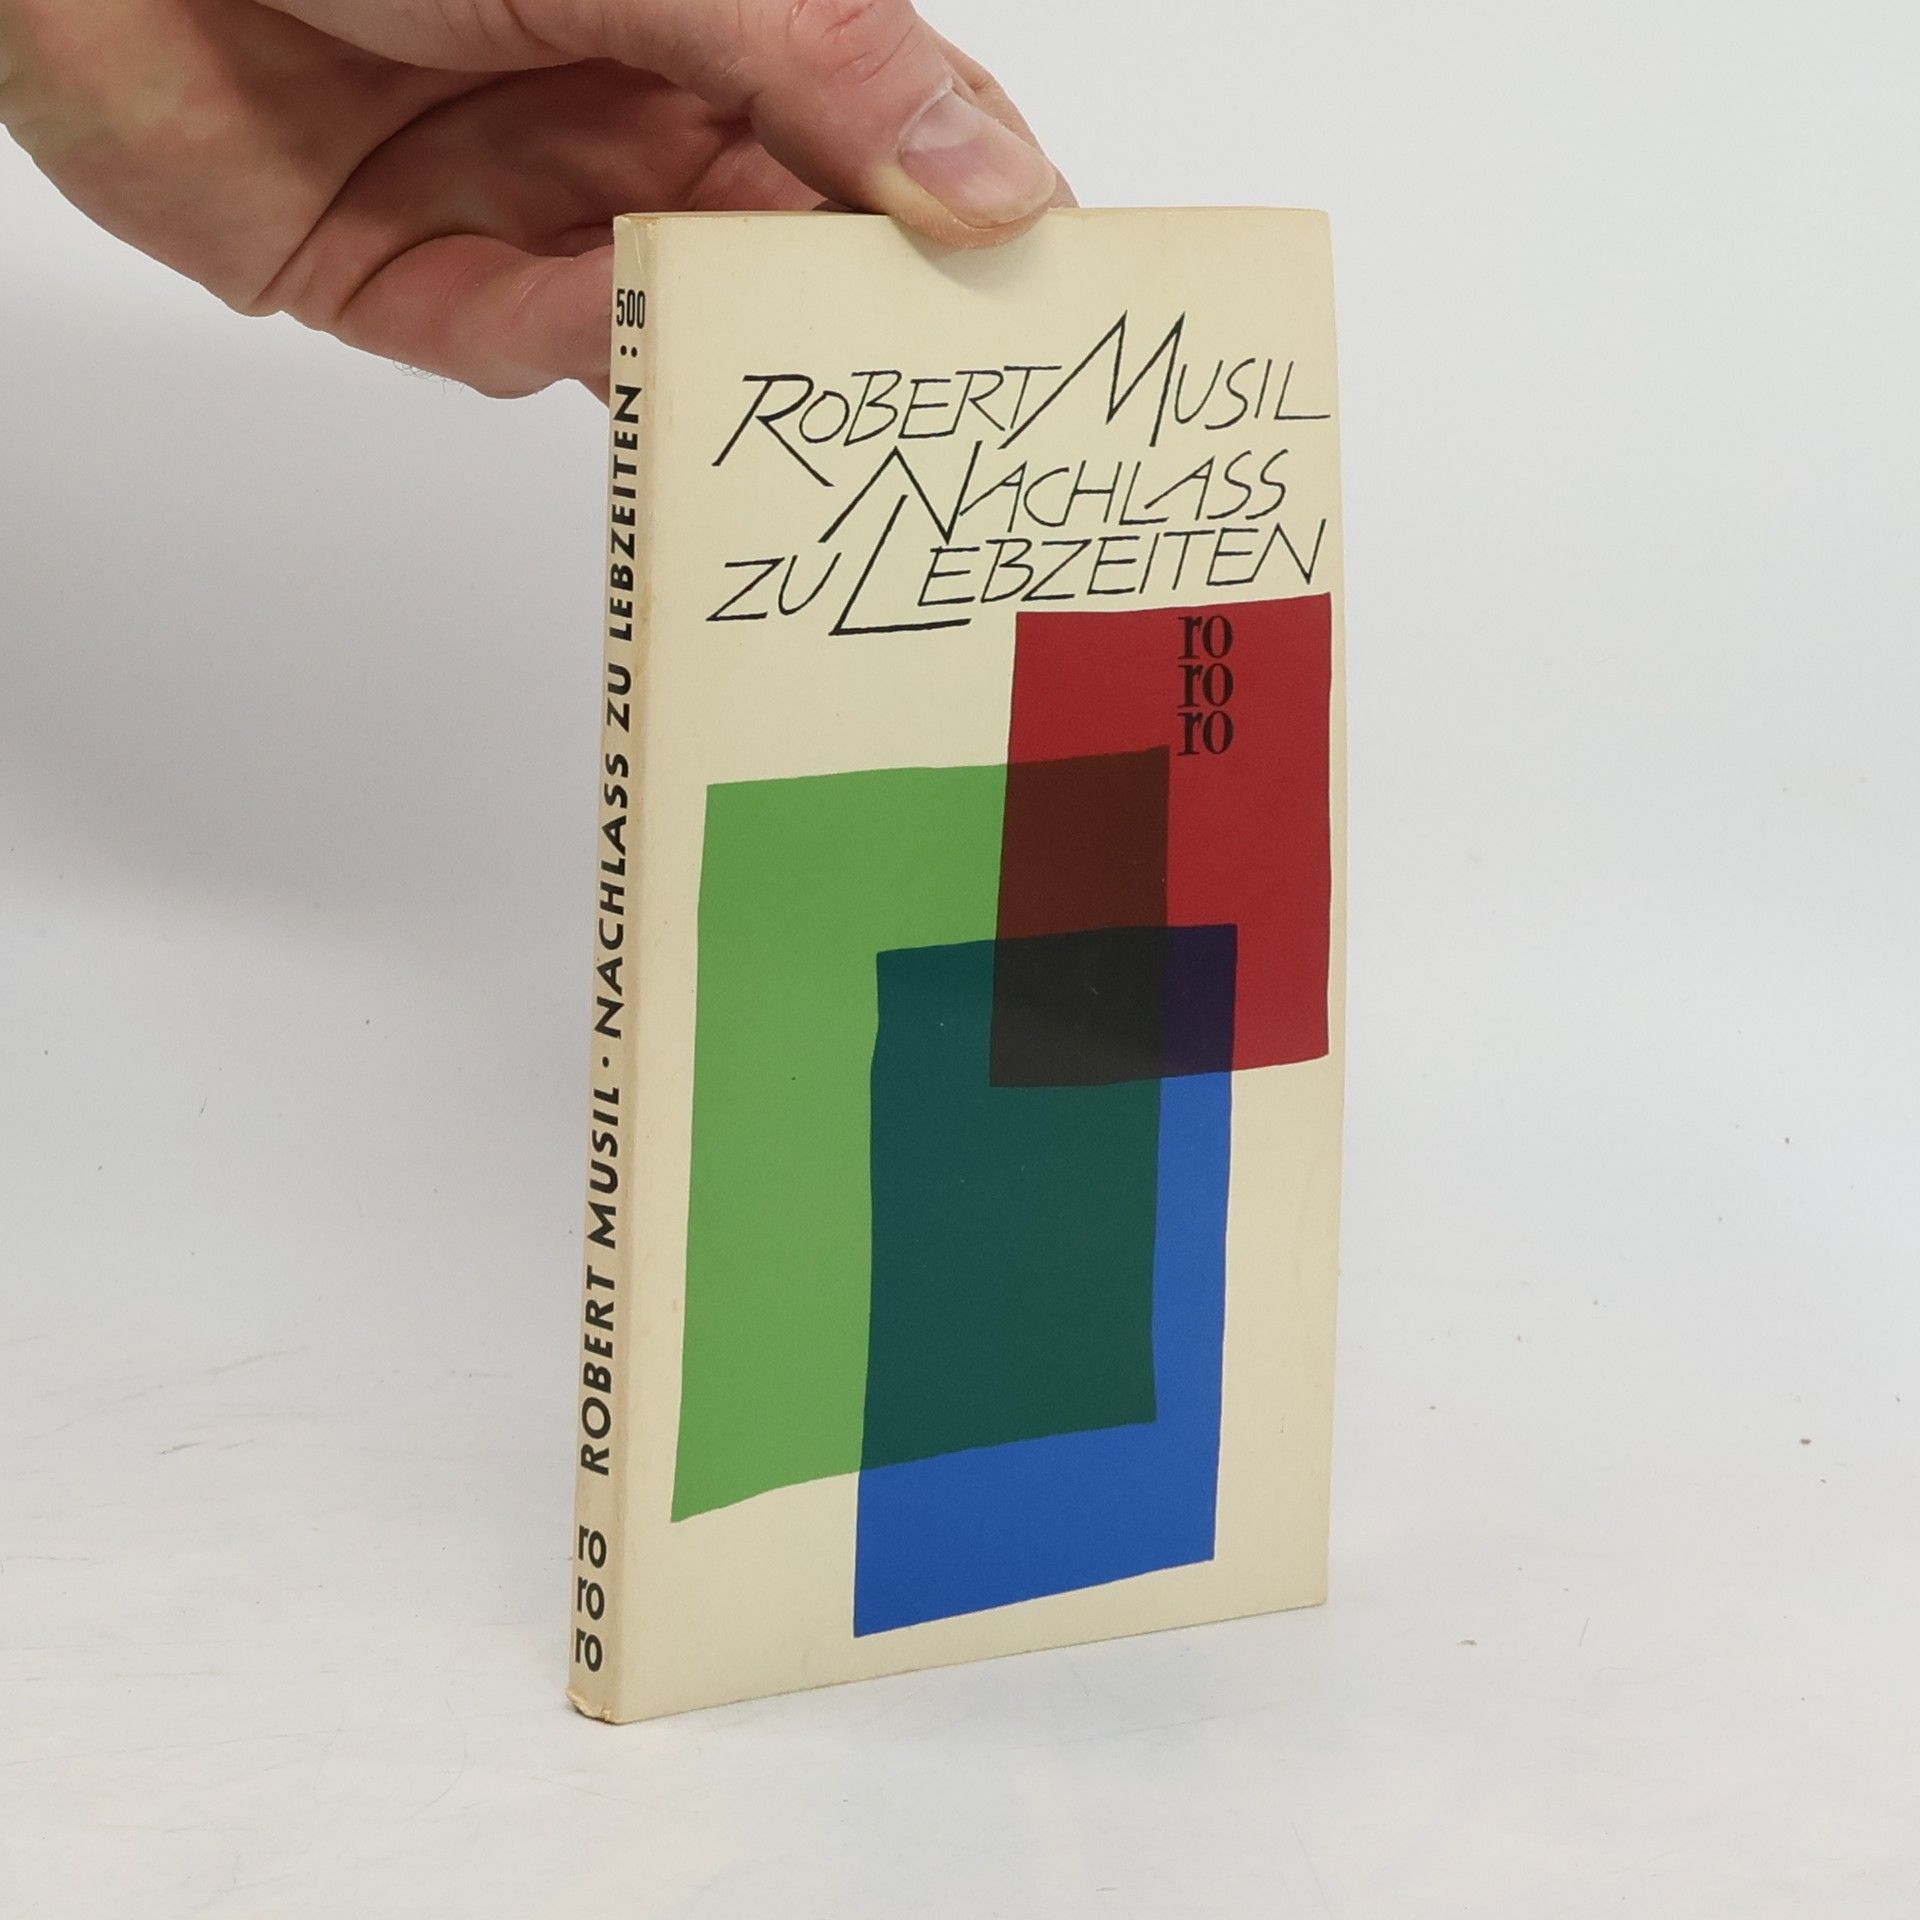 ROBERT MUSIL
NACHLASS
ZU LEBZEITEN
ro
ro
ro
ro
ro
ro
ROBERT MUSIL · NACHLASS ZU LEBZEITEN : 500